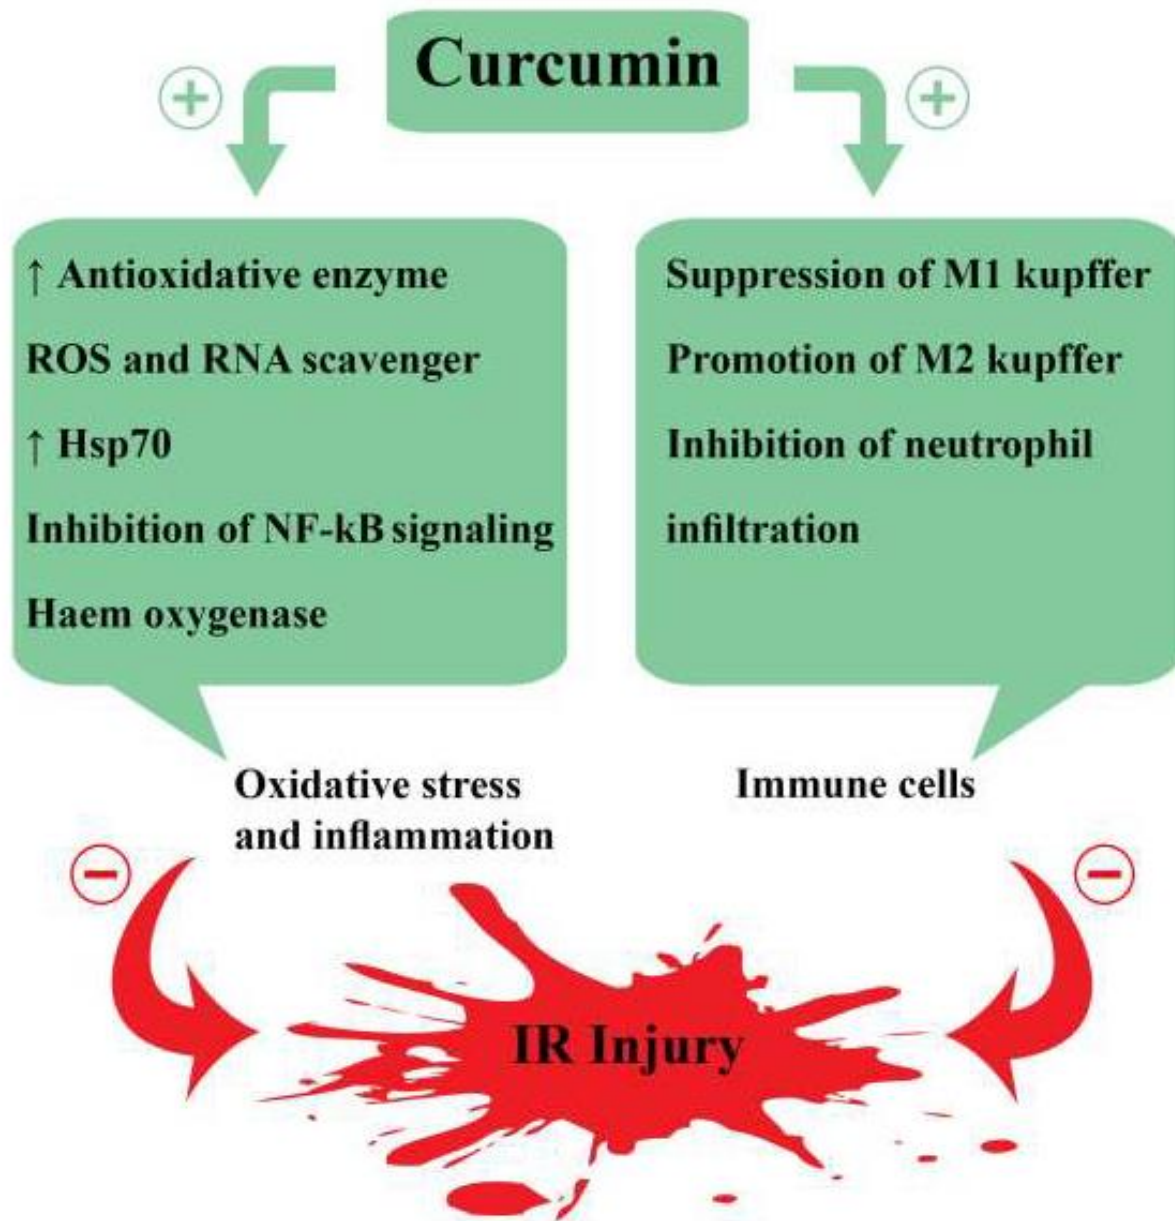 Curcumin
+
+
↑ Antioxidative enzyme
ROS and RNA scavenger
↑ Hsp70
Inhibition of NF-kB signaling
Haem oxygenase
Suppression of M1 kupffer
Promotion of M2 kupffer
Inhibition of neutrophil
infiltration
Oxidative stress
and inflammation
Immune cells
−
−
IR Injury